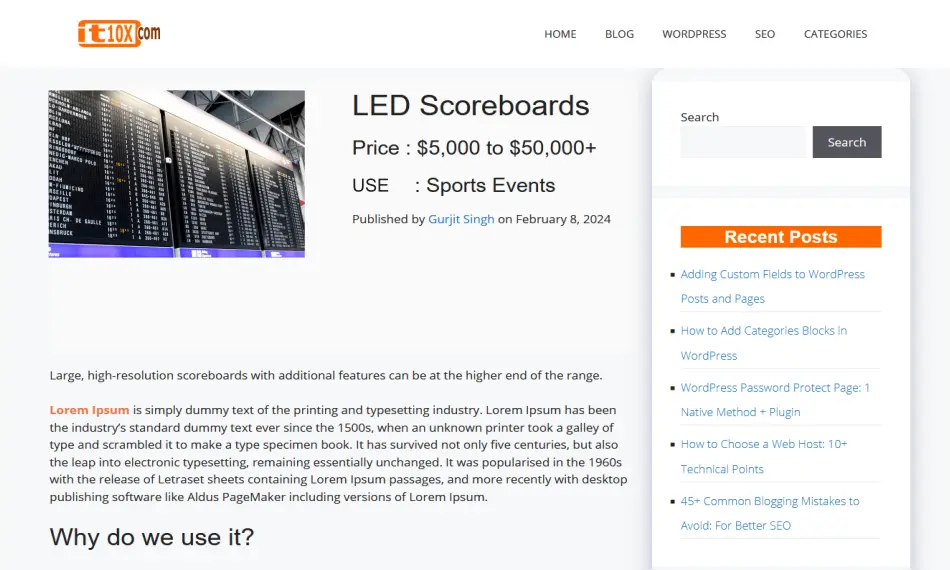 it10X.com
HOME BLOG WORDPRESS SEO CATEGORIES
LED Scoreboards
Price : $5,000 to $50,000+
USE : Sports Events
Published by Gurjit Singh on February 8, 2024
Large, high-resolution scoreboards with additional features can be at the higher end of the range.
Lorem Ipsum is simply dummy text of the printing and typesetting industry. Lorem Ipsum has been
the industry's standard dummy text ever since the 1500s, when an unknown printer took a galley of
type and scrambled it to make a type specimen book. It has survived not only five centuries, but also
the leap into electronic typesetting, remaining essentially unchanged. It was popularised in the 1960s
with the release of Letraset sheets containing Lorem Ipsum passages, and more recently with desktop
publishing software like Aldus PageMaker including versions of Lorem Ipsum.
Why do we use it?
Search
Search
Recent Posts
Adding Custom Fields to WordPress
Posts and Pages
How to Add Categories Blocks in
WordPress
WordPress Password Protect Page: 1
Native Method + Plugin
How to Choose a Web Host: 10+
Technical Points
45+ Common Blogging Mistakes to
Avoid: For Better SEO